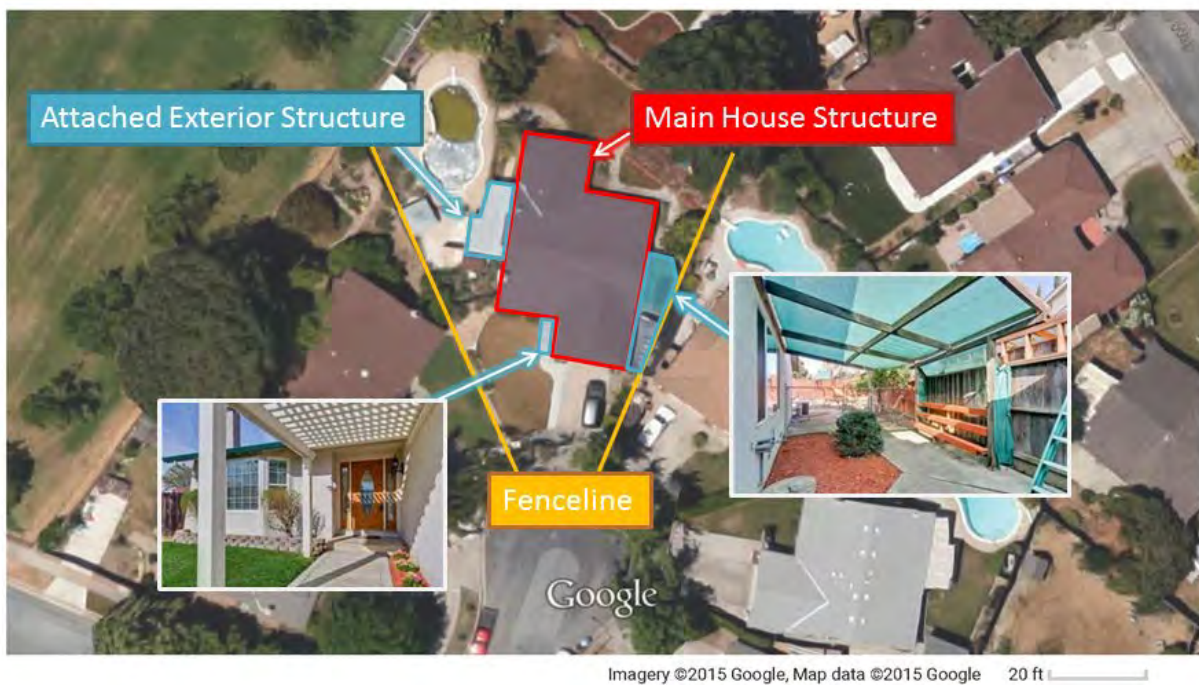 Attached Exterior Structure
Main House Structure
Fenceline
Google
Imagery ©2015 Google, Map data ©2015 Google 20 ft